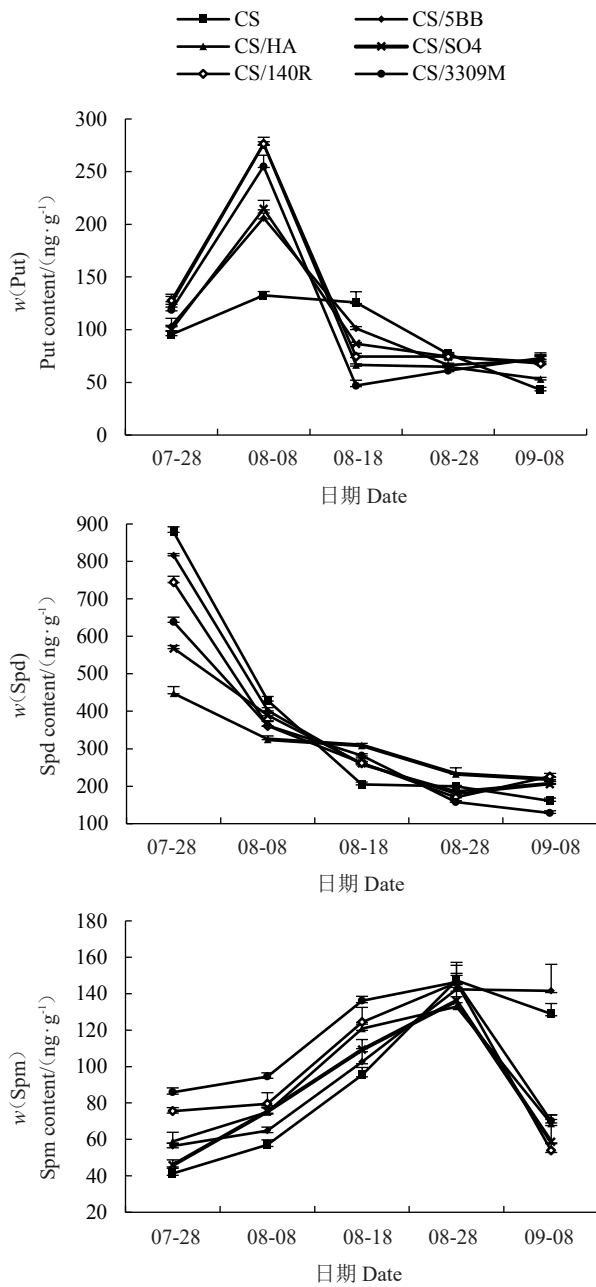 CS CS/5BB
CS/HA CS/SO4
CS/140R CS/3309M
300
250
200
150
100
50
0
w(Put)
Put content/(ng·g⁻¹)
07-28 08-08 08-18 08-28 09-08
日期 Date
900
800
700
600
500
400
300
200
100
w(Spd)
Spd content/(ng·g⁻¹)
07-28 08-08 08-18 08-28 09-08
日期 Date
180
160
140
120
100
80
60
40
20
w(Spm)
Spm content/(ng·g⁻¹)
07-28 08-08 08-18 08-28 09-08
日期 Date